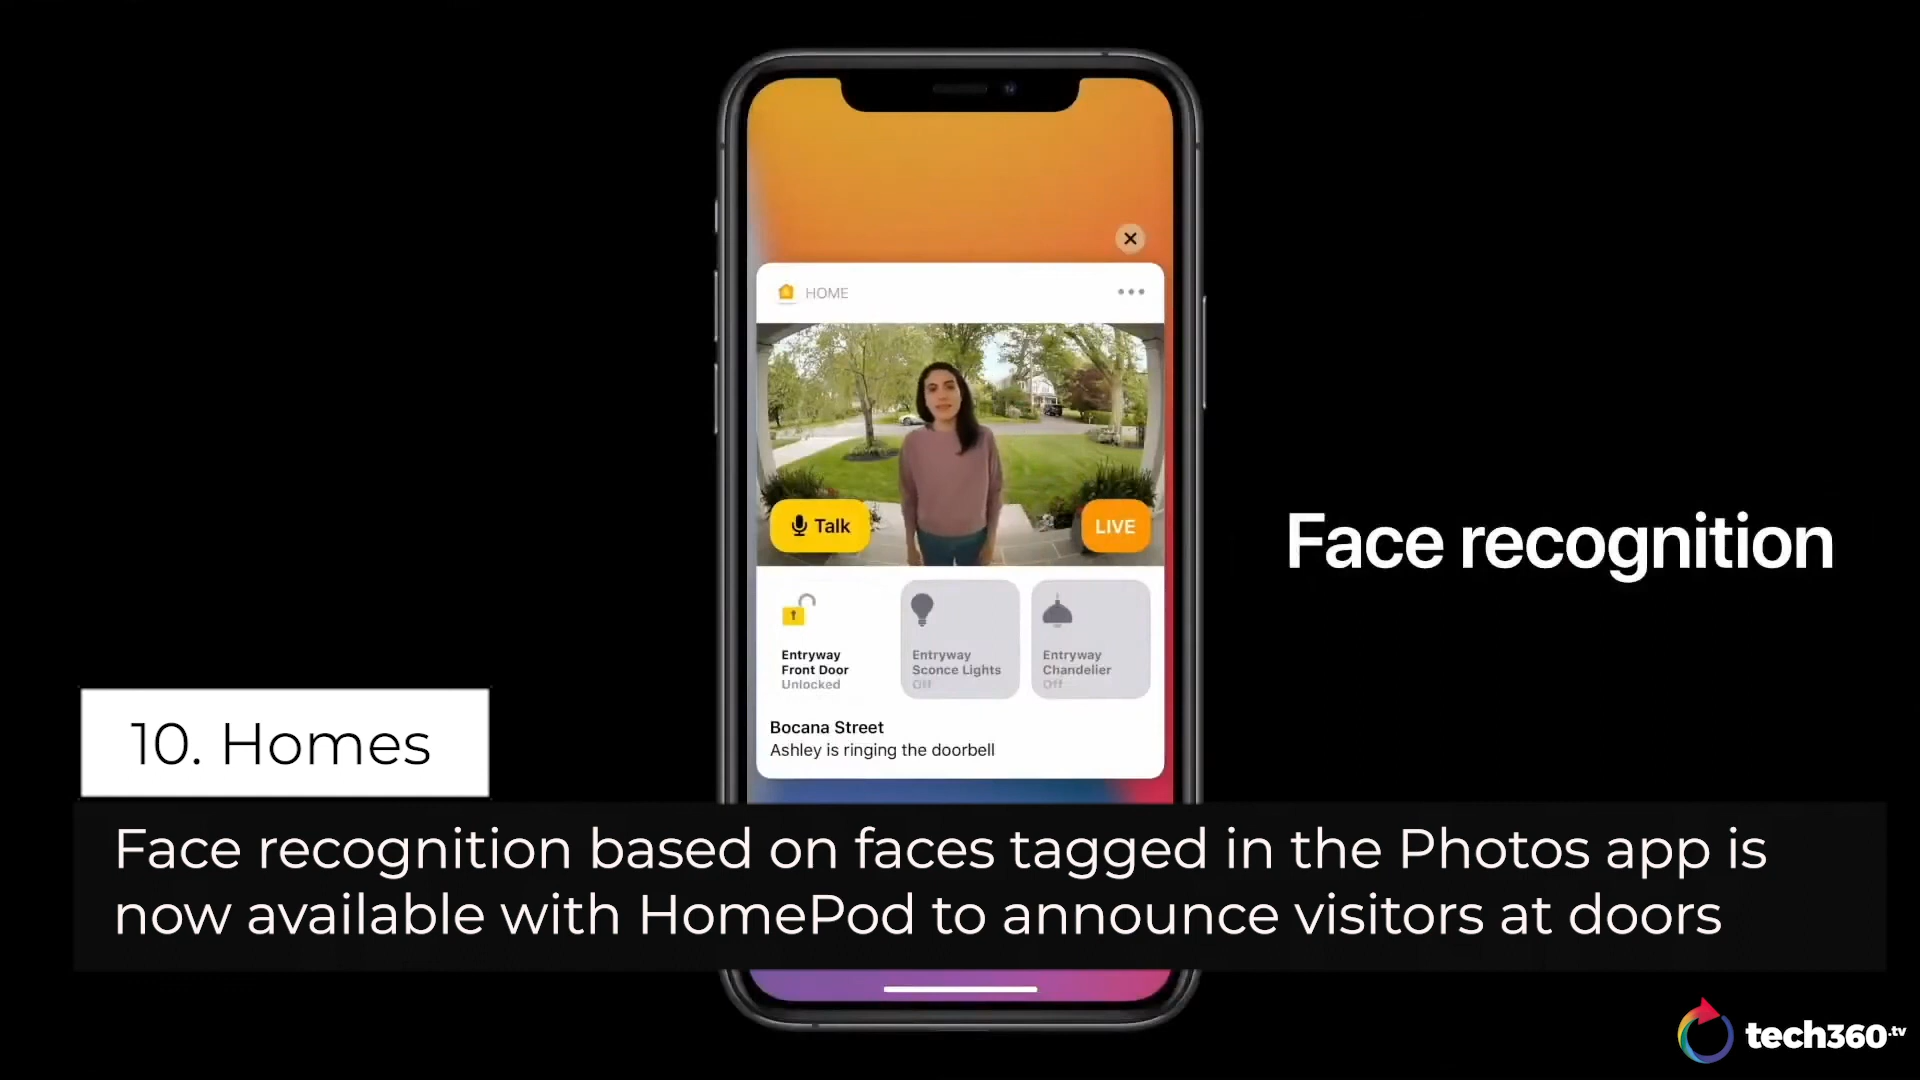 HOME
Talk
LIVE
Face recognition
Entryway
Front Door
Unlocked
Entryway
Sconce Lights
Off
Entryway
Chandelier
Off
Bocana Street
Ashley is ringing the doorbell
10. Homes
Face recognition based on faces tagged in the Photos app is
now available with HomePod to announce visitors at doors
tech360.tv